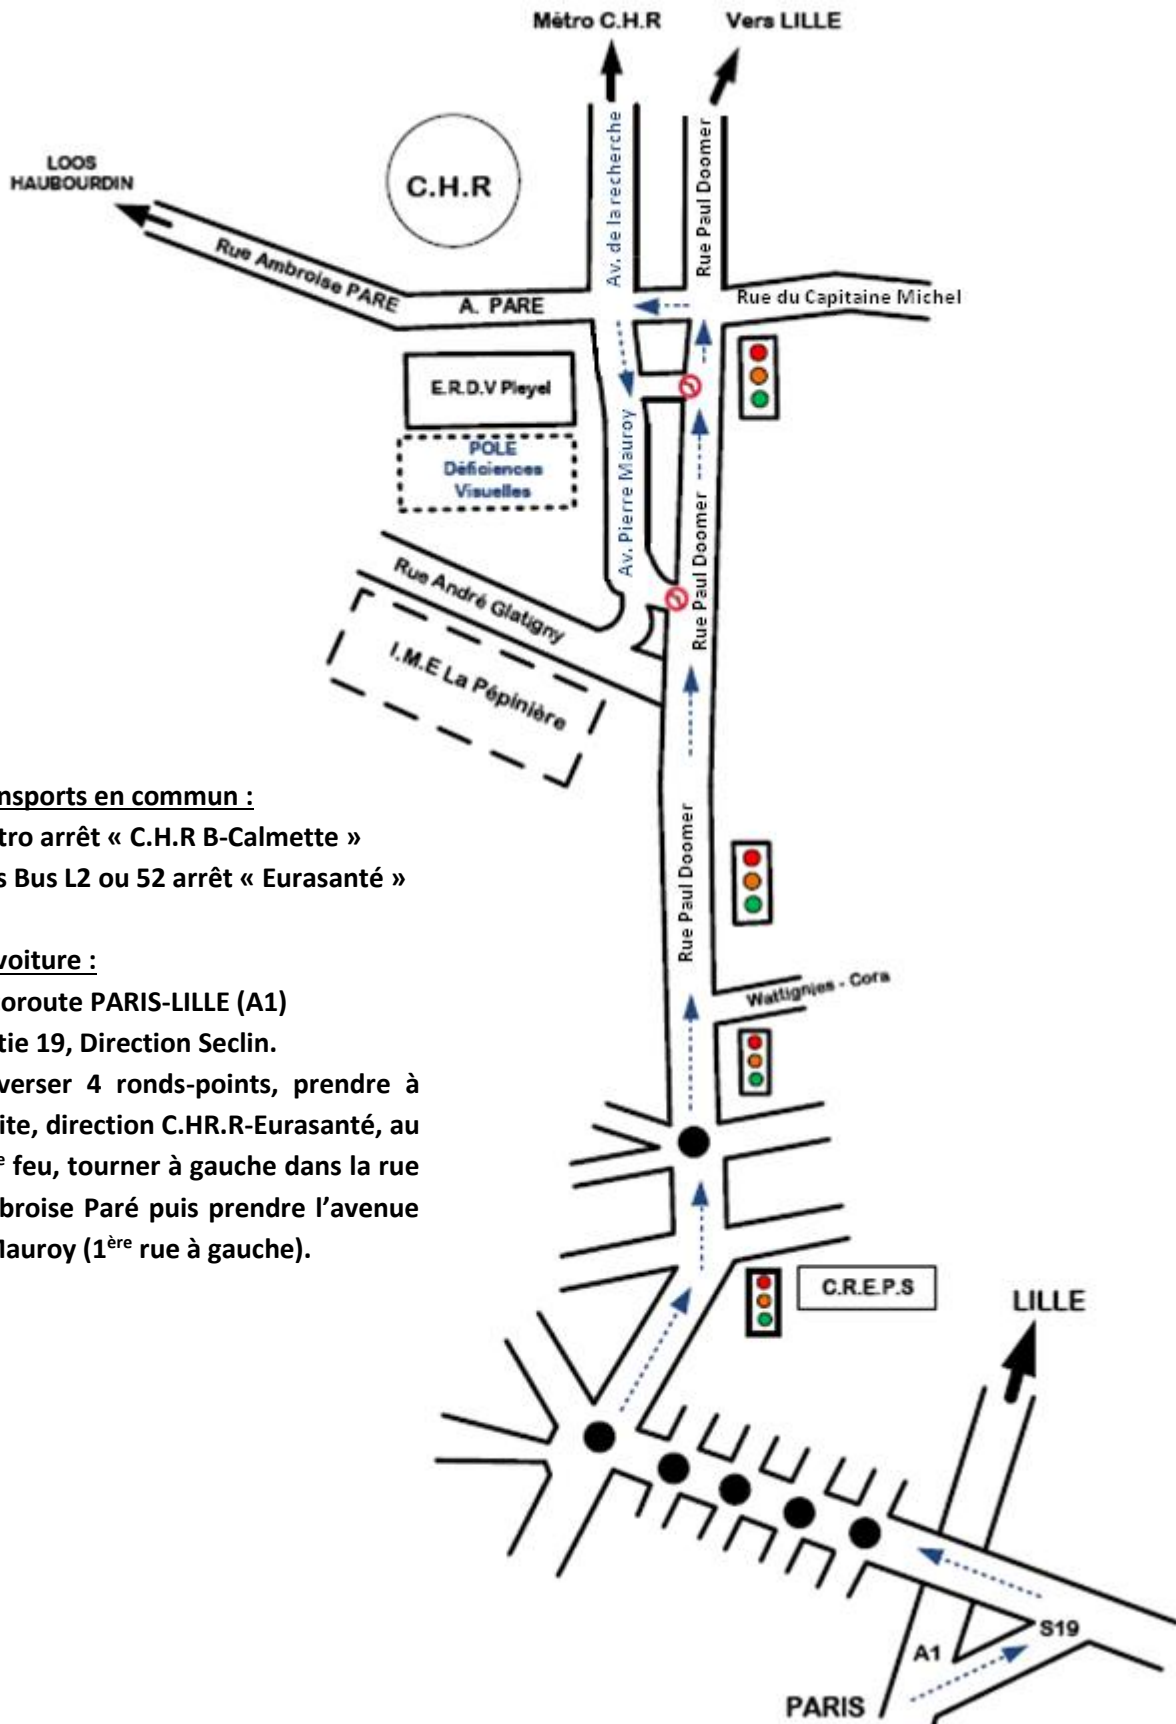 Métro C.H.R
Vers LILLE
LOOS
HAUBOURDIN
C.H.R
Av. de la recherche
Rue Paul Doomer
Rue Ambroise PARE
A. PARE
Rue du Capitaine Michel
E.R.D.V Pleyel
POLE
Déficiences
Visuelles
Av. Pierre Mauroy
Rue Paul Doomer
Rue André Glatigny
I.M.E La Pépinière
nsports en commun :
tro arrêt « C.H.R B-Calmette »
s Bus L2 ou 52 arrêt « Eurasanté »
Rue Paul Doomer
voiture :
oroute PARIS-LILLE (A1)
tie 19, Direction Seclin.
verser 4 ronds-points, prendre à
ite, direction C.HR.R-Eurasanté, au
e feu, tourner à gauche dans la rue
broise Paré puis prendre l’avenue
Mauroy (1ère rue à gauche).
Wattignies - Cora
C.R.E.P.S
LILLE
S19
A1
PARIS